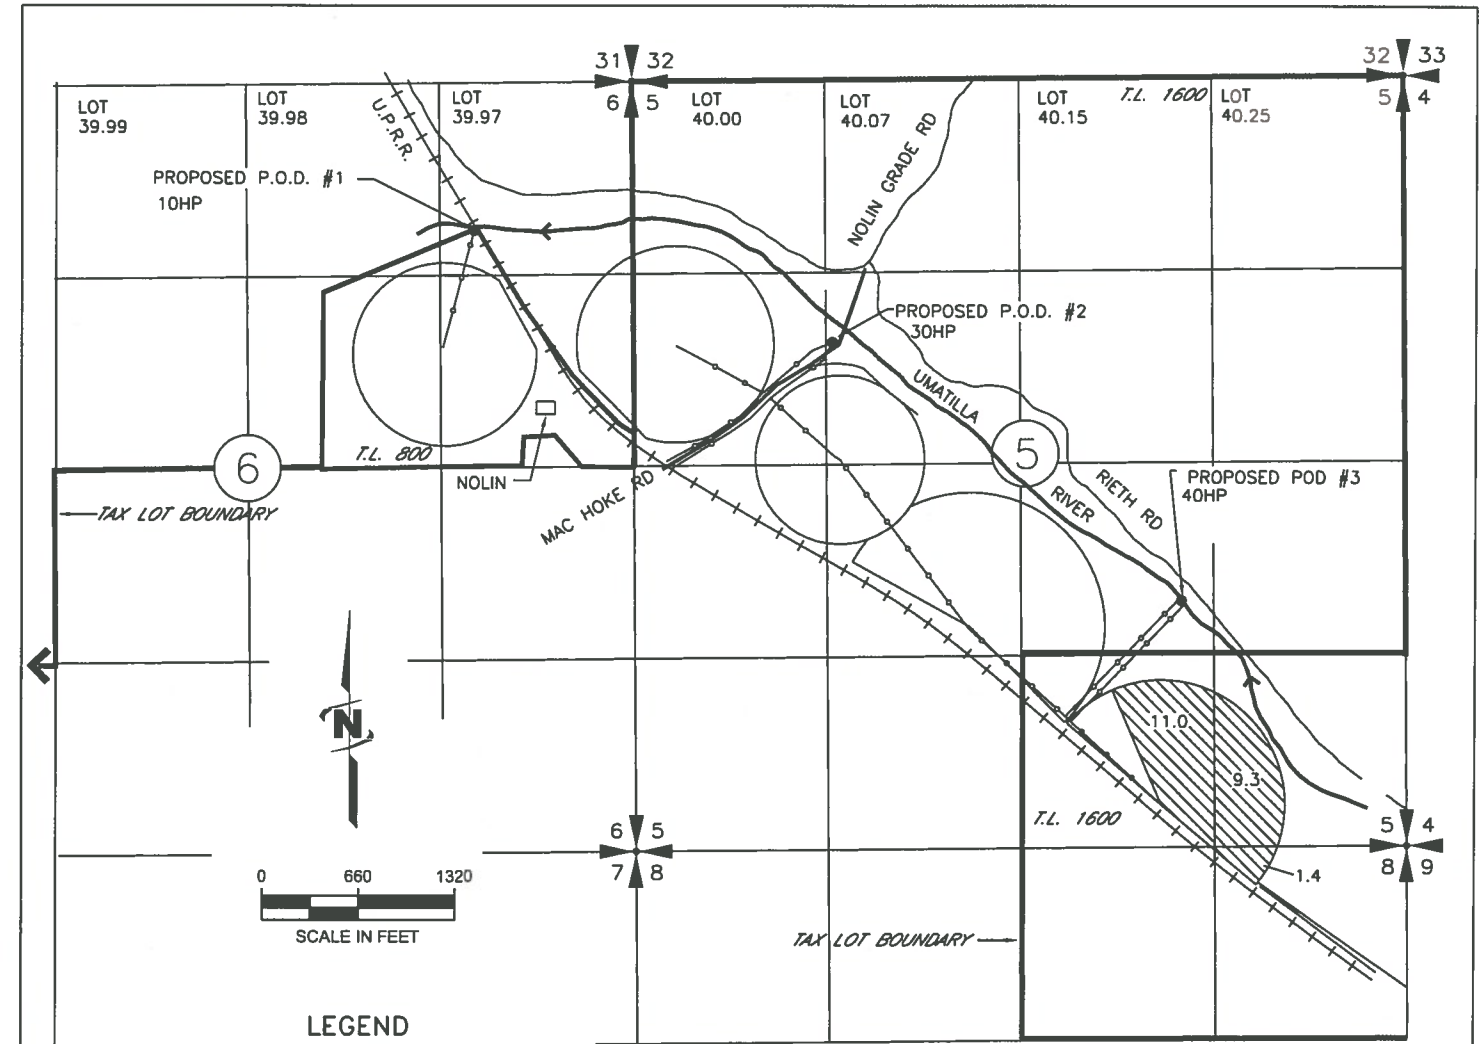 31 32
6 5
32 33
5 4
LOT
39.99
LOT
39.98
LOT
39.97
LOT
40.00
LOT
40.07
LOT
40.15
T.L. 1600
LOT
40.25
U.P.R.R.
NOLIN GRADE RD
PROPOSED P.O.D. #1
10HP
PROPOSED P.O.D. #2
30HP
UMATILLA
RIVER
RIETH RD
PROPOSED POD #3
40HP
5
6
T.L. 800
NOLIN
MAC HOKE RD
TAX LOT BOUNDARY
N
11.0
9.3
1.4
T.L. 1600
6 5
7 8
5 4
8 9
0 660 1320
SCALE IN FEET
TAX LOT BOUNDARY
LEGEND